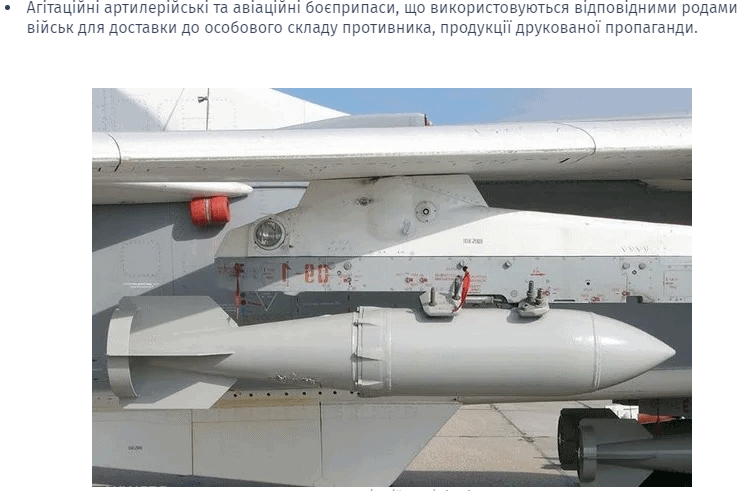 Агітаційні артилерійські та авіаційні боєприпаси, що використовуються відповідними родами
військ для доставки до особового складу противника, продукції друкованої пропаганди.